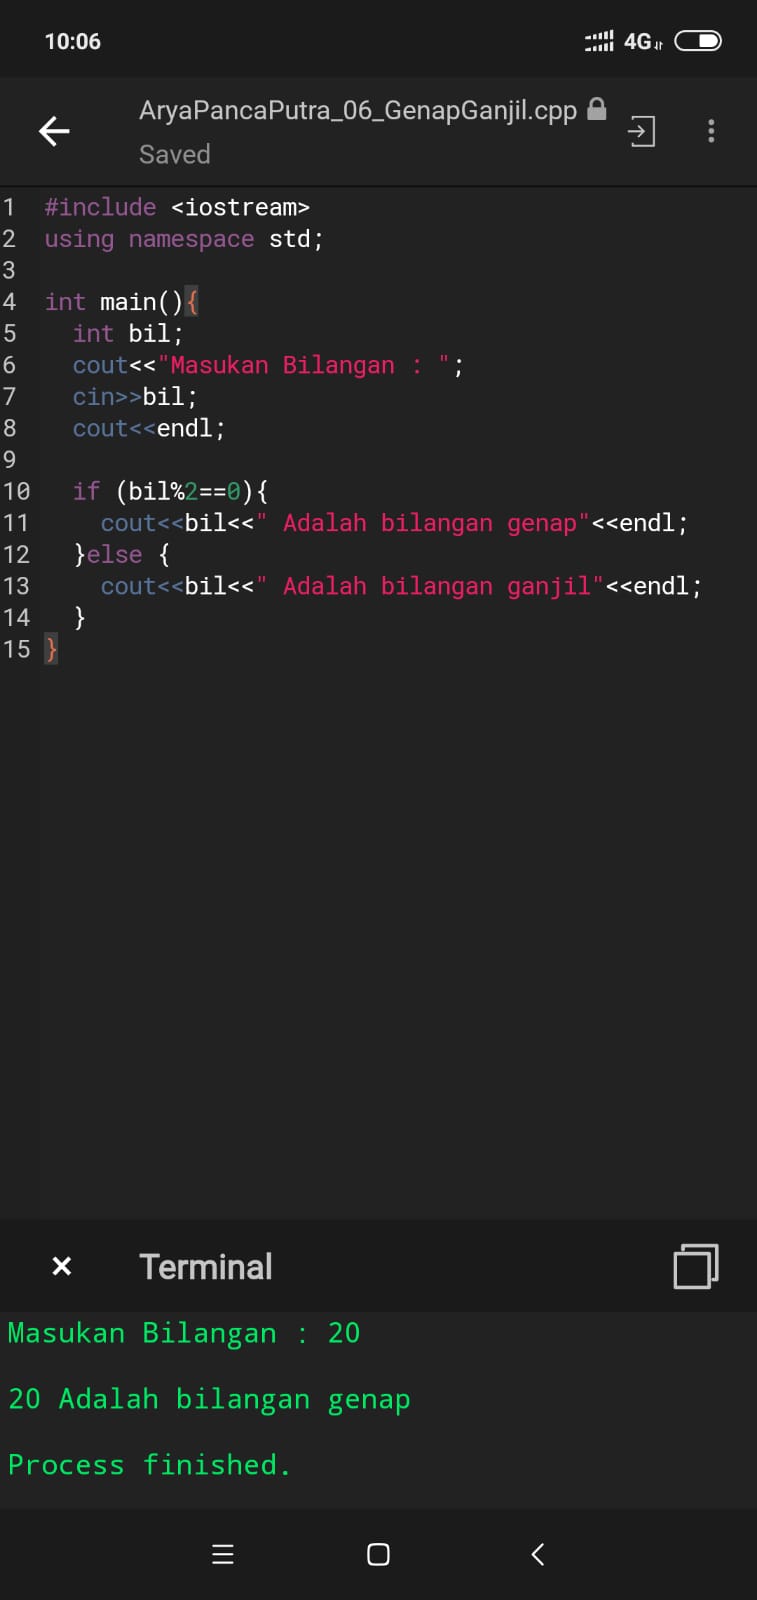 10:06 4G
AryaPancaPutra_06_GenapGanjil.cpp
Saved
1 #include <iostream>
2 using namespace std;
3
4 int main(){
5   int bil;
6   cout<<"Masukan Bilangan : ";
7   cin>>bil;
8   cout<<endl;
9
10   if (bil%2==0){
11     cout<<bil<<" Adalah bilangan genap"<<endl;
12   }else {
13     cout<<bil<<" Adalah bilangan ganjil"<<endl;
14   }
15 }
Terminal
Masukan Bilangan : 20
20 Adalah bilangan genap
Process finished.